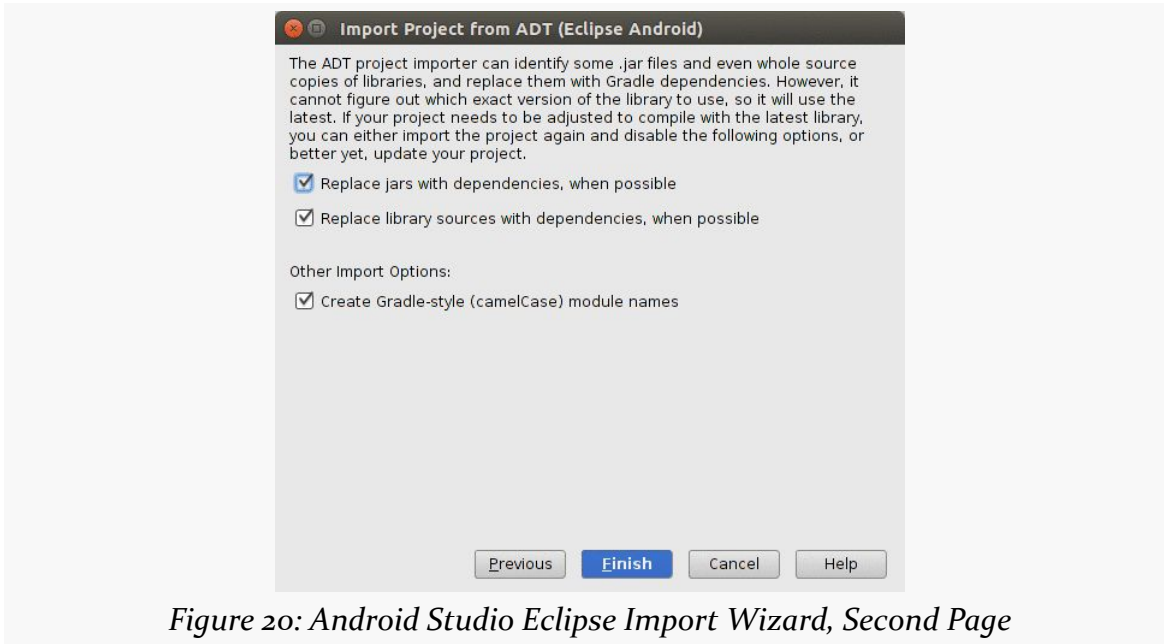 Import Project from ADT (Eclipse Android)
The ADT project importer can identify some .jar files and even whole source
copies of libraries, and replace them with Gradle dependencies. However, it
cannot figure out which exact version of the library to use, so it will use the
latest. If your project needs to be adjusted to compile with the latest library,
you can either import the project again and disable the following options, or
better yet, update your project.
Replace jars with dependencies, when possible
Replace library sources with dependencies, when possible
Other Import Options:
Create Gradle-style (camelCase) module names
Previous Finish Cancel Help
Figure 20: Android Studio Eclipse Import Wizard, Second Page